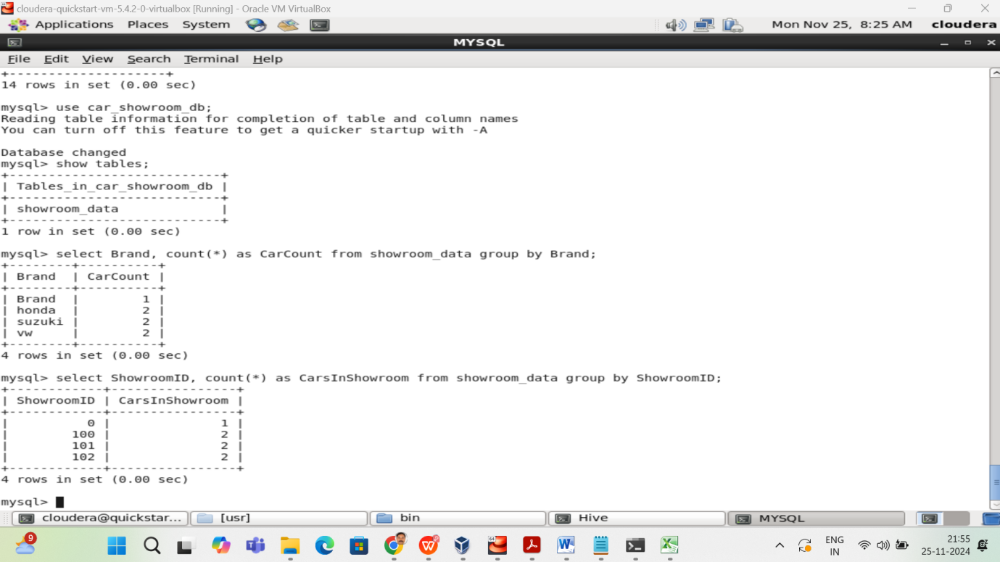 cloudera-quickstart-vm-5.4.2-0-virtualbox [Running] - Oracle VM VirtualBox
Applications Places System Mon Nov 25, 8:25 AM cloudera
MYSQL
File Edit View Search Terminal Help
+--------------------+
14 rows in set (0.00 sec)
mysql> use car_showroom_db;
Reading table information for completion of table and column names
You can turn off this feature to get a quicker startup with -A
Database changed
mysql> show tables;
+---------------------------+
| Tables_in_car_showroom_db |
+---------------------------+
| showroom_data             |
+---------------------------+
1 row in set (0.00 sec)
mysql> select Brand, count(*) as CarCount from showroom_data group by Brand;
+--------+----------+
| Brand  | CarCount |
+--------+----------+
| Brand  |        1 |
| honda  |        2 |
| suzuki |        2 |
| vw     |        2 |
+--------+----------+
4 rows in set (0.00 sec)
mysql> select ShowroomID, count(*) as CarsInShowroom from showroom_data group by ShowroomID;
+------------+----------------+
| ShowroomID | CarsInShowroom |
+------------+----------------+
|          0 |              1 |
|        100 |              2 |
|        101 |              2 |
|        102 |              2 |
+------------+----------------+
4 rows in set (0.00 sec)
mysql>
cloudera@quickstar... [usr] bin Hive MYSQL
9 ENG 21:55
IN 25-11-2024